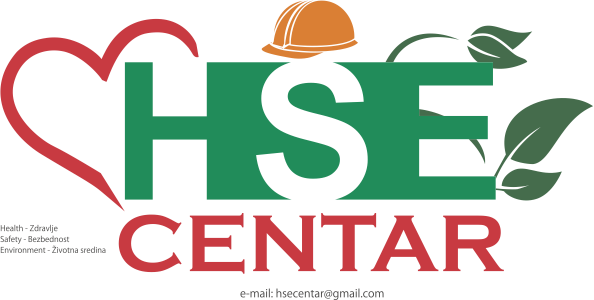 HSE
Health - Zdravlje
Safety - Bezbednost
Environment - Životna sredina
CENTAR
e-mail: hsecentar@gmail.com